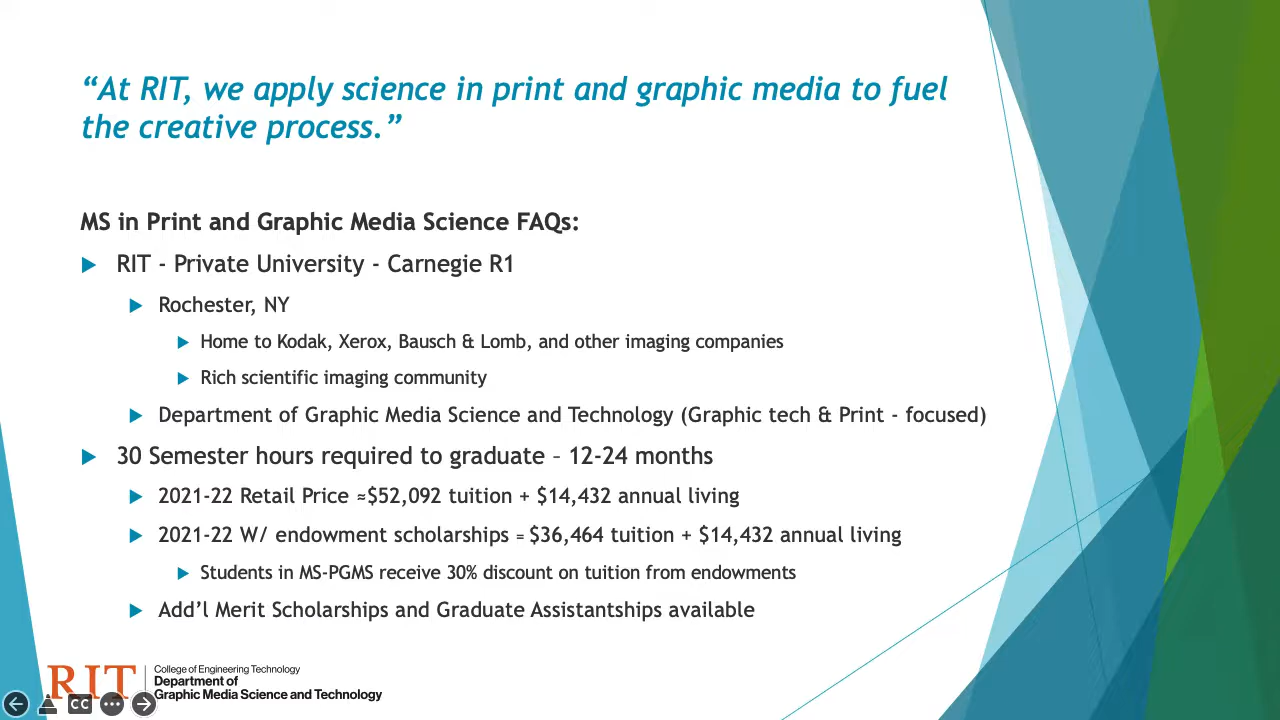 “At RIT, we apply science in print and graphic media to fuel
the creative process.”
MS in Print and Graphic Media Science FAQs:
RIT - Private University - Carnegie R1
Rochester, NY
Home to Kodak, Xerox, Bausch & Lomb, and other imaging companies
Rich scientific imaging community
Department of Graphic Media Science and Technology (Graphic tech & Print - focused)
30 Semester hours required to graduate – 12-24 months
2021-22 Retail Price ≈$52,092 tuition + $14,432 annual living
2021-22 W/ endowment scholarships = $36,464 tuition + $14,432 annual living
Students in MS-PGMS receive 30% discount on tuition from endowments
Add’l Merit Scholarships and Graduate Assistantships available
RIT
College of Engineering Technology
Department of
Graphic Media Science and Technology
CC